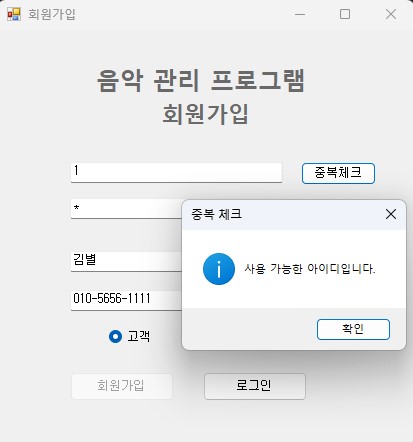 회원가입
음악 관리 프로그램
회원가입
1
중복체크
*
중복 체크
사용 가능한 아이디입니다.
확인
김별
010-5656-1111
고객
회원가입
로그인